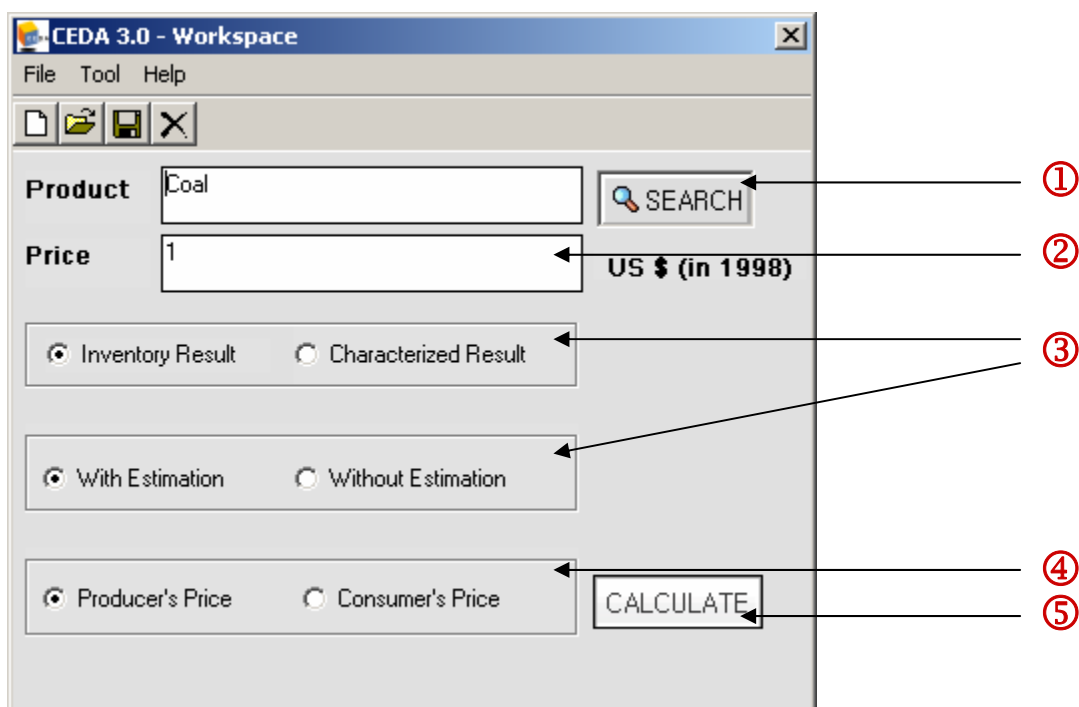 CEDA 3.0 - Workspace
File Tool Help
Product Coal SEARCH ①
Price 1 US $ (in 1998) ②
Inventory Result Characterized Result ③
With Estimation Without Estimation
Producer's Price Consumer's Price ④
CALCULATE ⑤